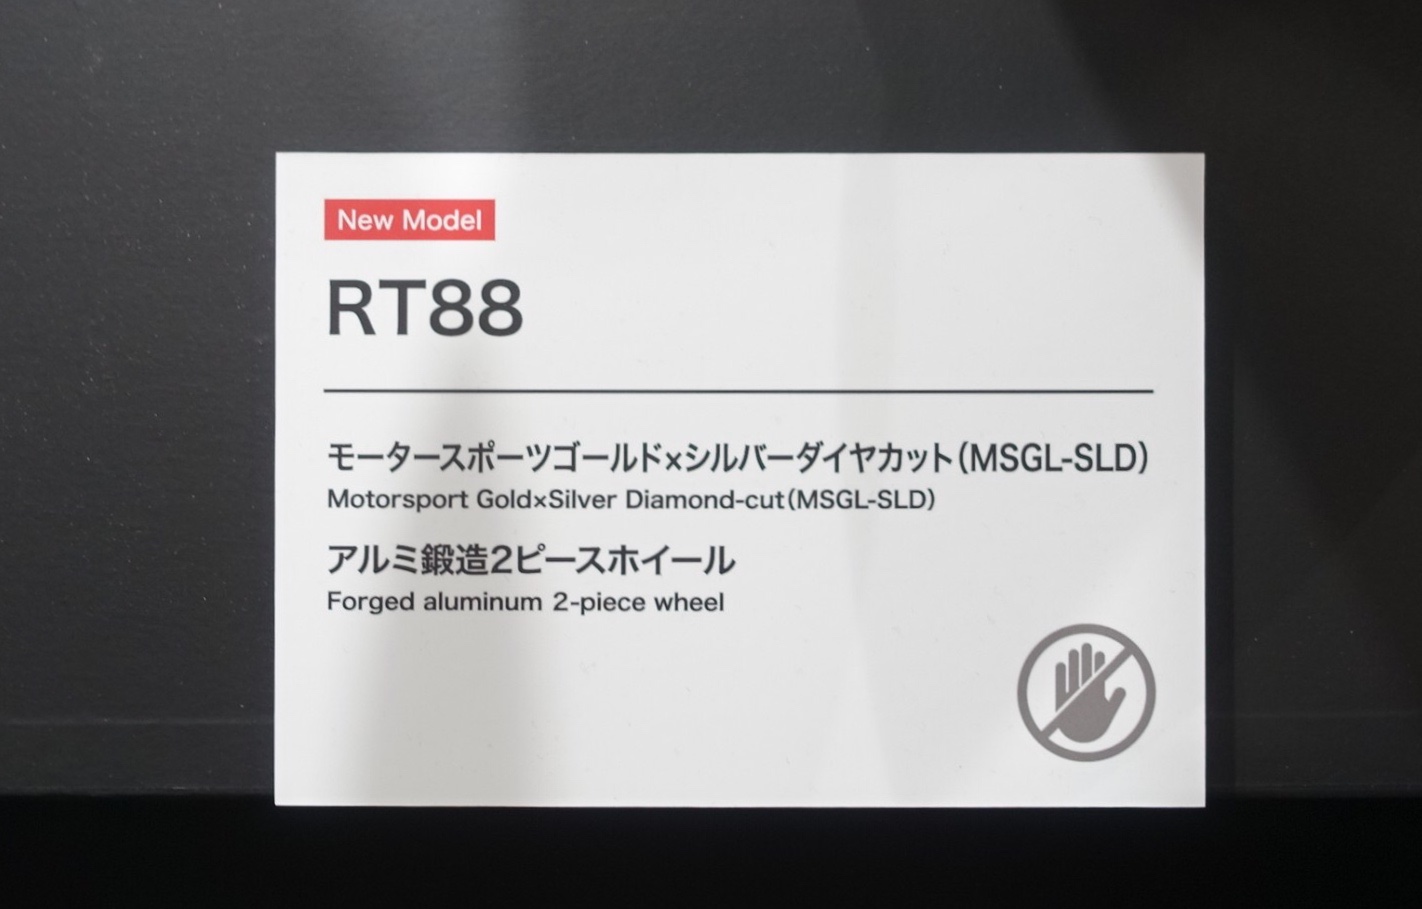 New Model
RT88
モータースポーツゴールド×シルバーダイヤカット(MSGL-SLD)
Motorsport Gold×Silver Diamond-cut(MSGL-SLD)
アルミ鍛造2ピースホイール
Forged aluminum 2-piece wheel